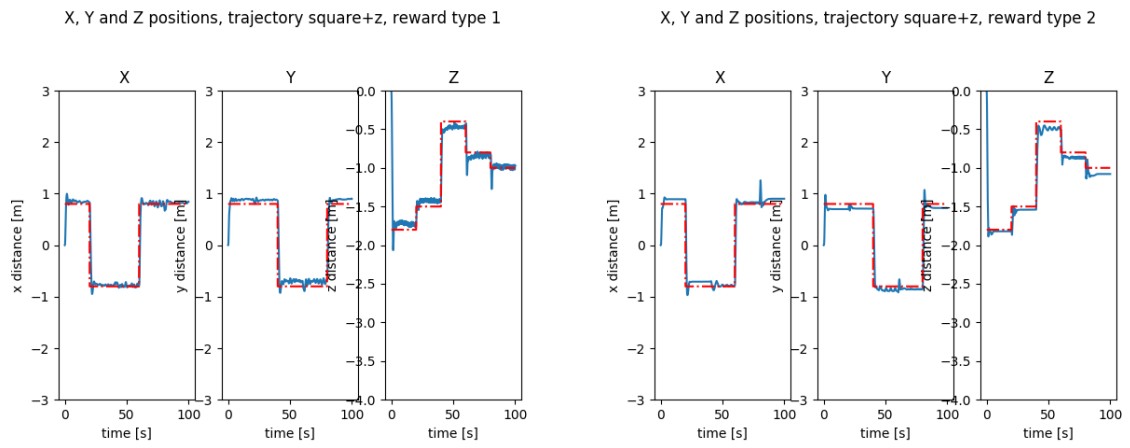 X, Y and Z positions, trajectory square+z, reward type 1
X
Y
Z
x distance [m]
3
2
1
0
−1
−2
−3
y distance [m]
3
2
1
0
−1
−2
−3
z distance [m]
0.0
−0.5
−1.0
−1.5
−2.0
−2.5
−3.0
−3.5
−4.0
0 100
0 100
0 50 100
time [s]
time [s]
time [s]
X, Y and Z positions, trajectory square+z, reward type 2
X
Y
Z
x distance [m]
3
2
1
0
−1
−2
−3
y distance [m]
3
2
1
0
−1
−2
−3
z distance [m]
0.0
−0.5
−1.0
−1.5
−2.0
−2.5
−3.0
−3.5
−4.0
0 100
0 100
0 50 100
time [s]
time [s]
time [s]